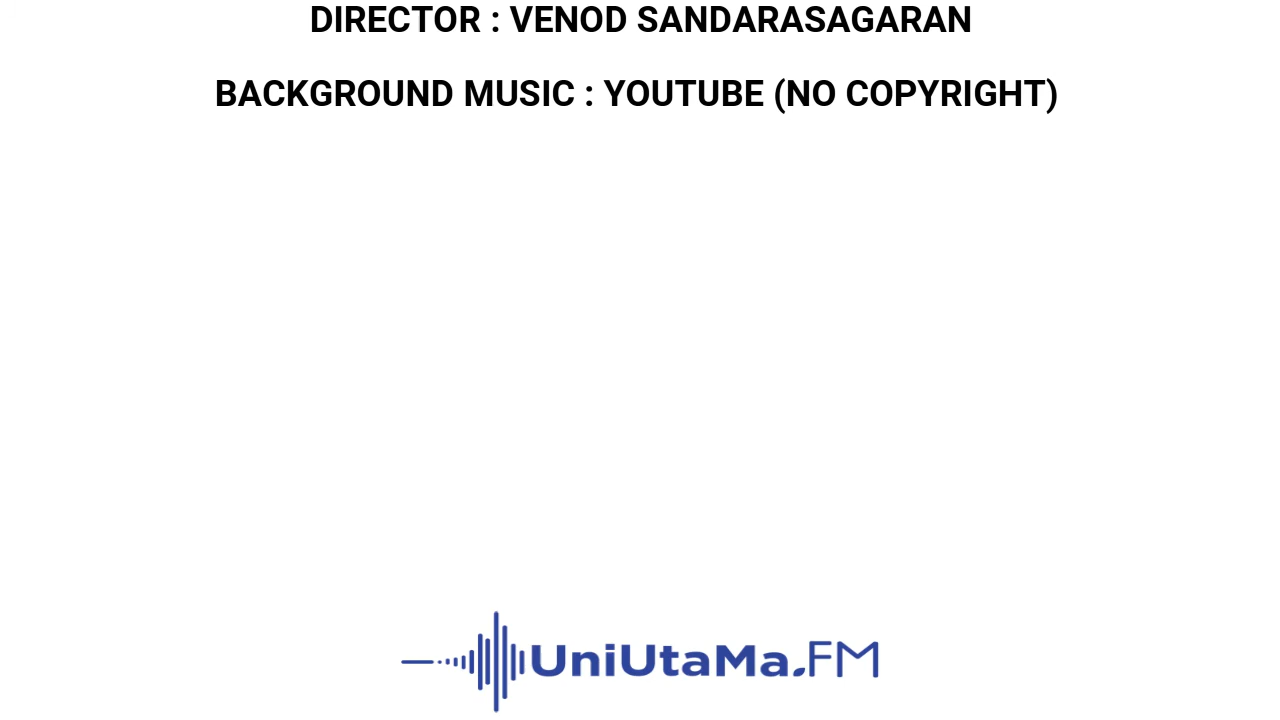 DIRECTOR : VENOD SANDARASAGARAN
BACKGROUND MUSIC : YOUTUBE (NO COPYRIGHT)
UniUtaMa.FM